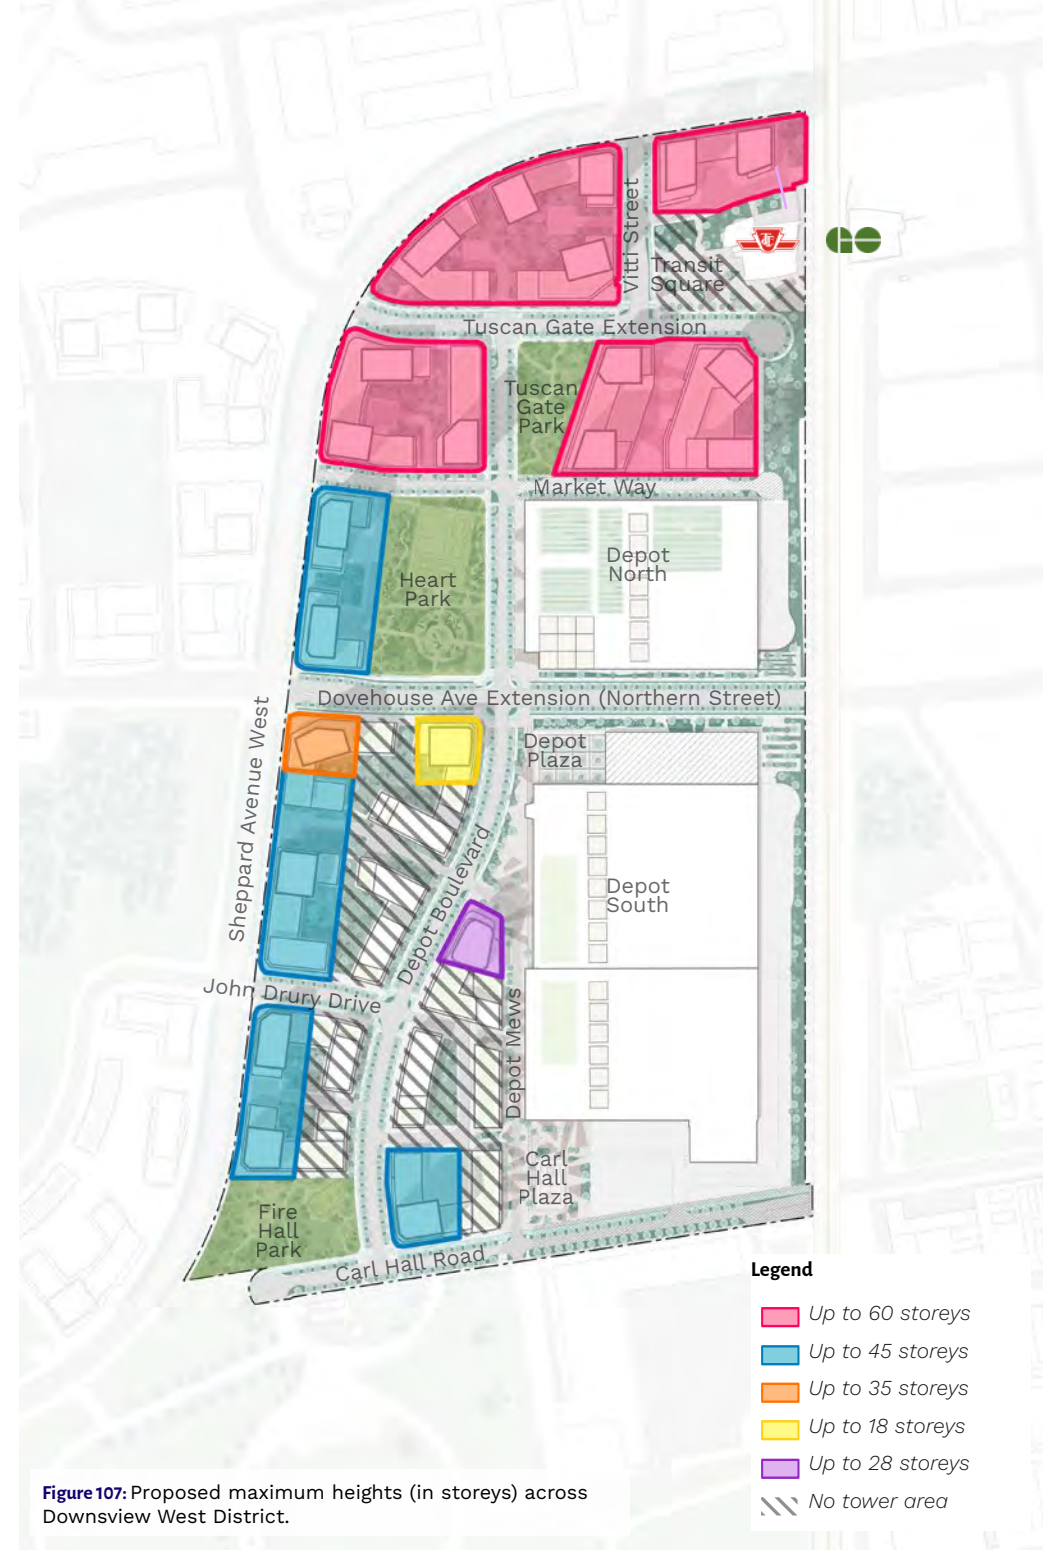 Vitti Street
Transit
Square
Tuscan Gate Extension
Tuscan
Gate
Park
Market Way
Heart
Park
Depot
North
Dovehouse Ave Extension (Northern Street)
Sheppard Avenue West
Depot
Plaza
Depot Boulevard
Depot
South
John Drury Drive
Depot Mews
Carl
Hall
Plaza
Fire
Hall
Park
Carl Hall Road
Legend
Up to 60 storeys
Up to 45 storeys
Up to 35 storeys
Up to 18 storeys
Up to 28 storeys
No tower area
Figure 107: Proposed maximum heights (in storeys) across
Downsview West District.